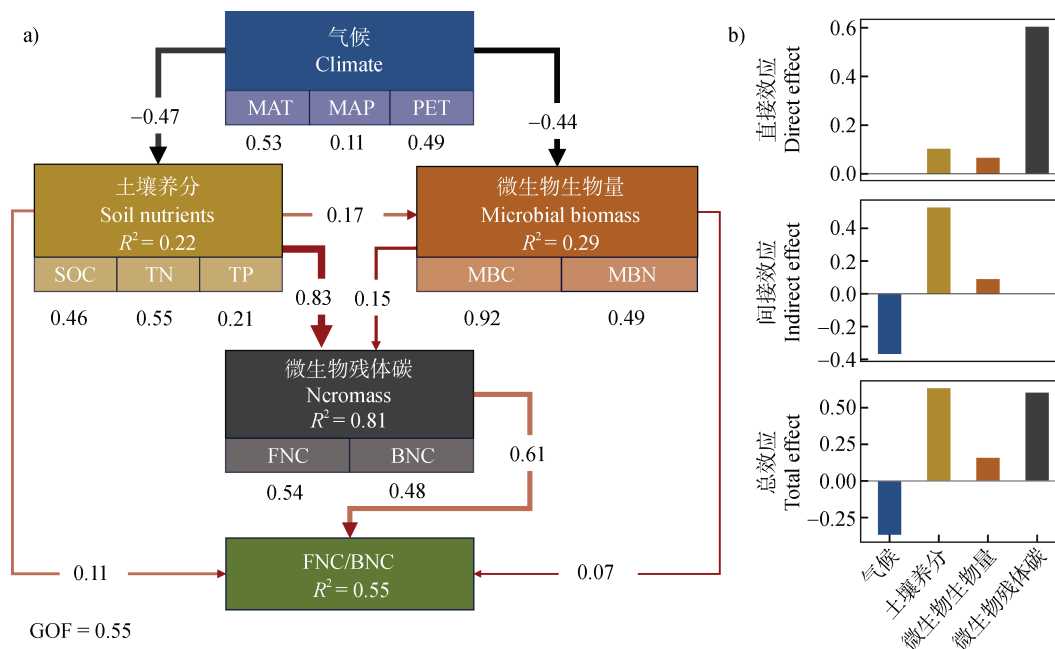 a)
气候
Climate
MAT MAP PET
0.53 0.11 0.49
−0.47
−0.44
土壤养分
Soil nutrients
R² = 0.22
SOC TN TP
0.46 0.55 0.21
0.17
微生物生物量
Microbial biomass
R² = 0.29
MBC MBN
0.92 0.49
0.83
0.15
微生物残体碳
Ncromass
R² = 0.81
FNC BNC
0.54 0.48
0.61
FNC/BNC
R² = 0.55
0.11
0.07
GOF = 0.55
b)
直接效应
Direct effect
0.6
0.4
0.2
0.0
间接效应
Indirect effect
0.4
0.2
0.0
−0.2
−0.4
总效应
Total effect
0.50
0.25
0.00
−0.25
气候
土壤养分
微生物生物量
微生物残体碳